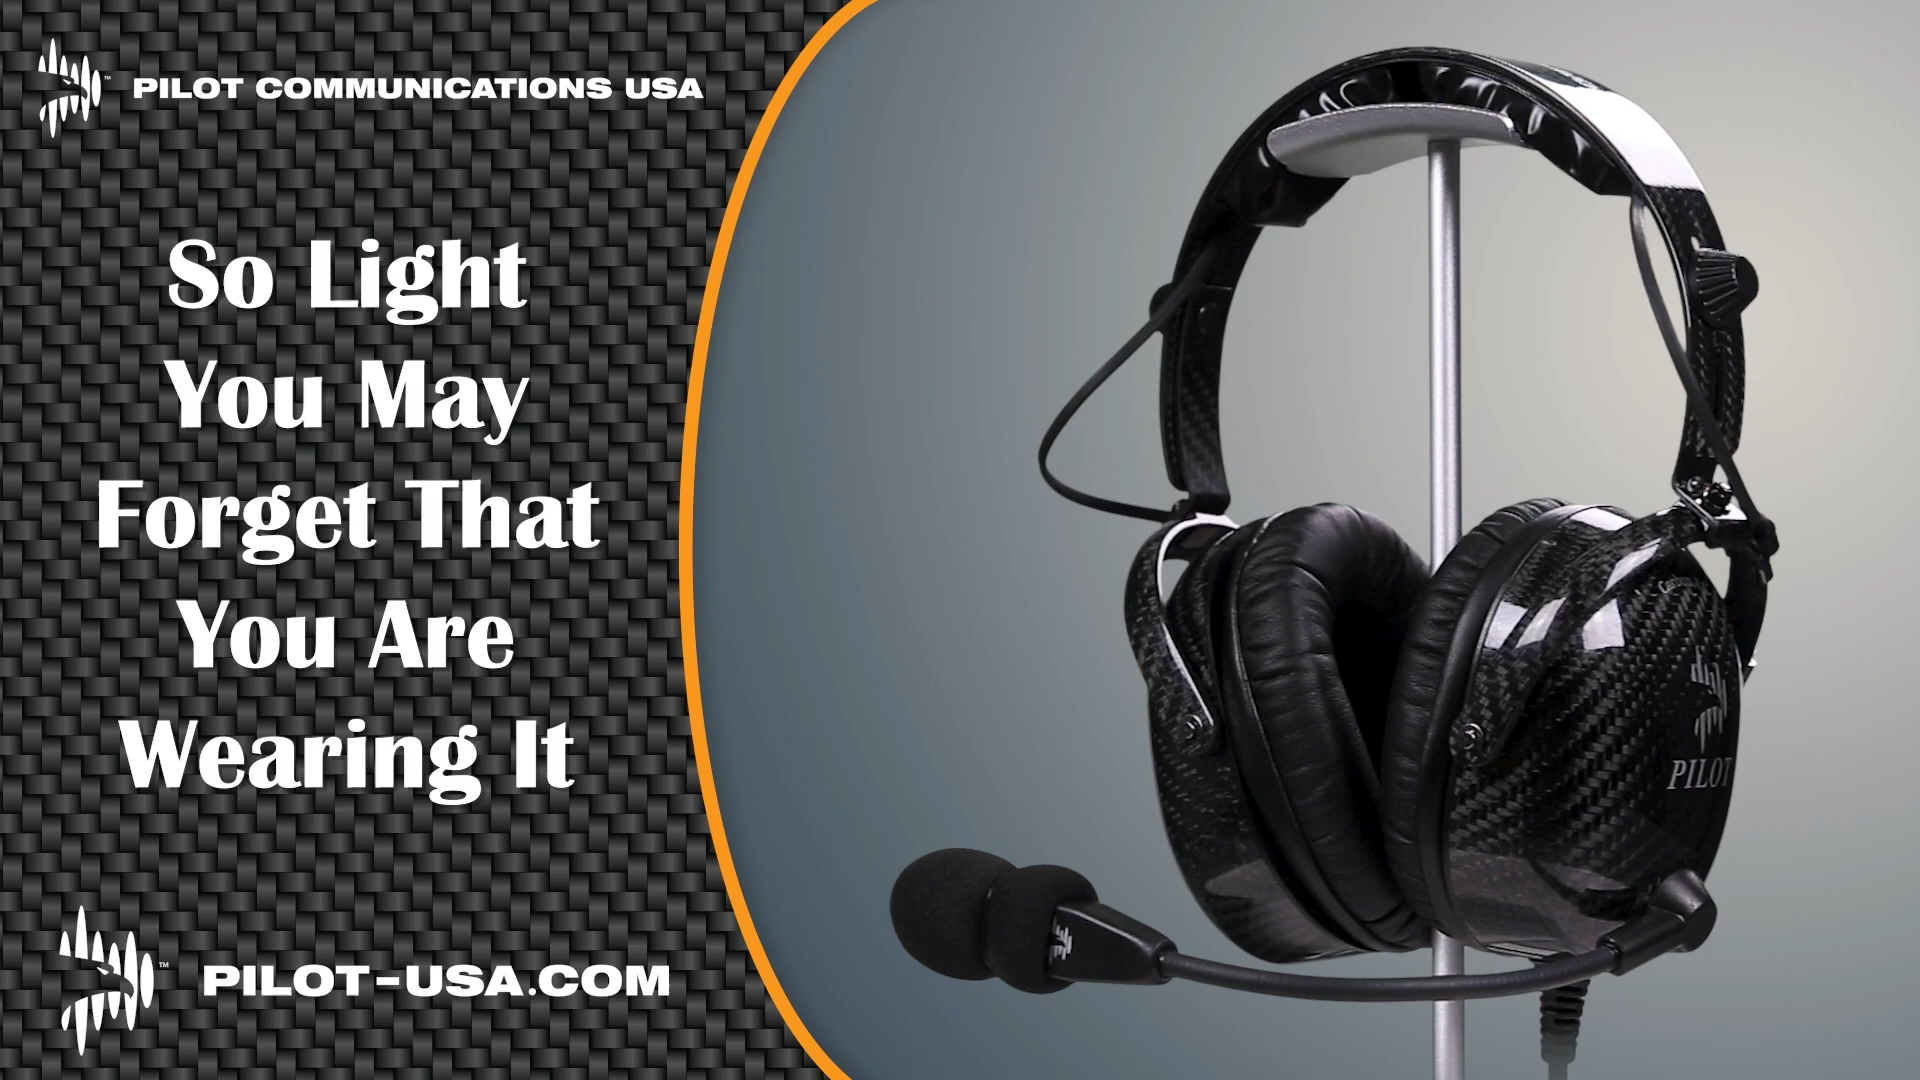 PILOT COMMUNICATIONS USA
So Light
You May
Forget That
You Are
Wearing It
PILOT-USA.COM
PILOT